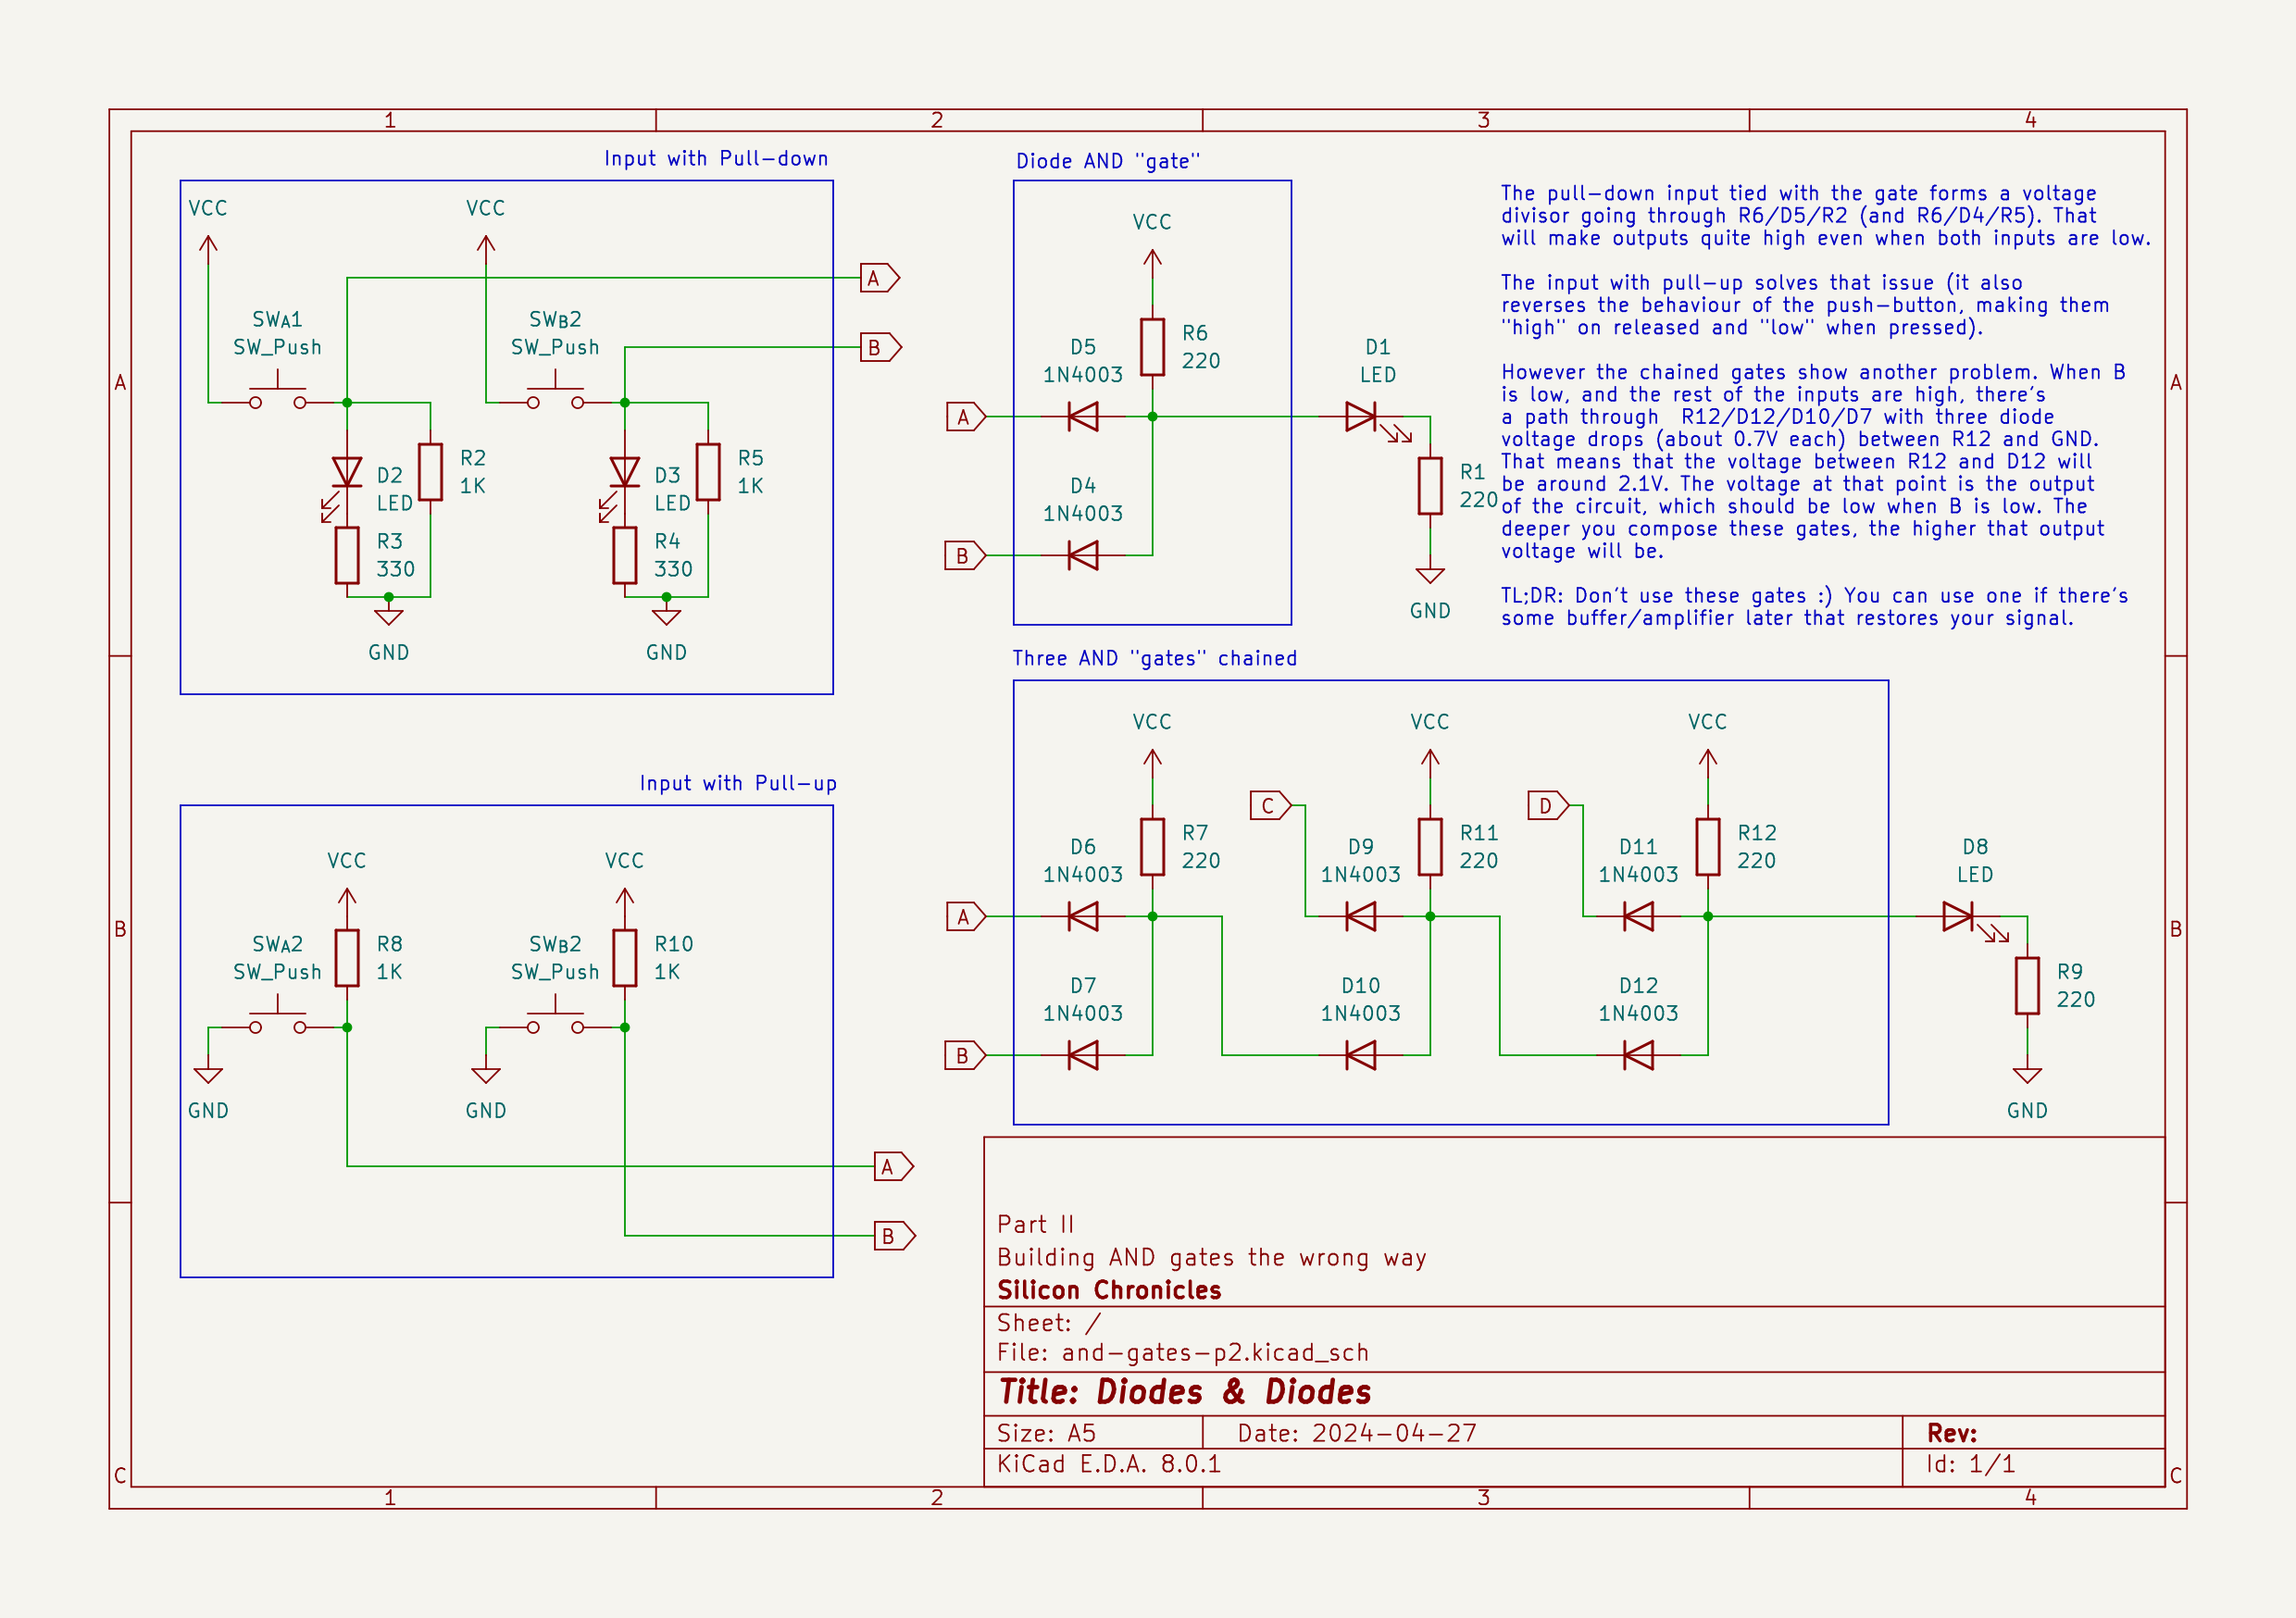 1
2
3
4
Input with Pull-down
VCC
VCC
A
B
SWA1
SW_Push
SWB2
SW_Push
D2
LED
R2
1K
R3
330
D3
LED
R5
1K
R4
330
GND
GND
Diode AND "gate"
VCC
R6
220
D5
1N4003
A
D4
1N4003
B
D1
LED
R1
220
GND
The pull-down input tied with the gate forms a voltage
divisor going through R6/D5/R2 (and R6/D4/R5). That
will make outputs quite high even when both inputs are low.
The input with pull-up solves that issue (it also
reverses the behaviour of the push-button, making them
"high" on released and "low" when pressed).
However the chained gates show another problem. When B
is low, and the rest of the inputs are high, there's
a path through  R12/D12/D10/D7 with three diode
voltage drops (about 0.7V each) between R12 and GND.
That means that the voltage between R12 and D12 will
be around 2.1V. The voltage at that point is the output
of the circuit, which should be low when B is low. The
deeper you compose these gates, the higher that output
voltage will be.
TL;DR: Don't use these gates :) You can use one if there's
some buffer/amplifier later that restores your signal.
A
A
Input with Pull-up
VCC
VCC
SWA2
SW_Push
R8
1K
SWB2
SW_Push
R10
1K
GND
GND
A
B
Three AND "gates" chained
VCC
VCC
VCC
C
D
D6
1N4003
R7
220
D9
1N4003
R11
220
D11
1N4003
R12
220
D8
LED
A
D7
1N4003
D10
1N4003
D12
1N4003
B
R9
220
GND
B
B
Part II
Building AND gates the wrong way
Silicon Chronicles
Sheet: /
File: and-gates-p2.kicad_sch
Title: Diodes & Diodes
Size: A5
Date: 2024-04-27
Rev:
KiCad E.D.A. 8.0.1
Id: 1/1
C
C
1
2
3
4